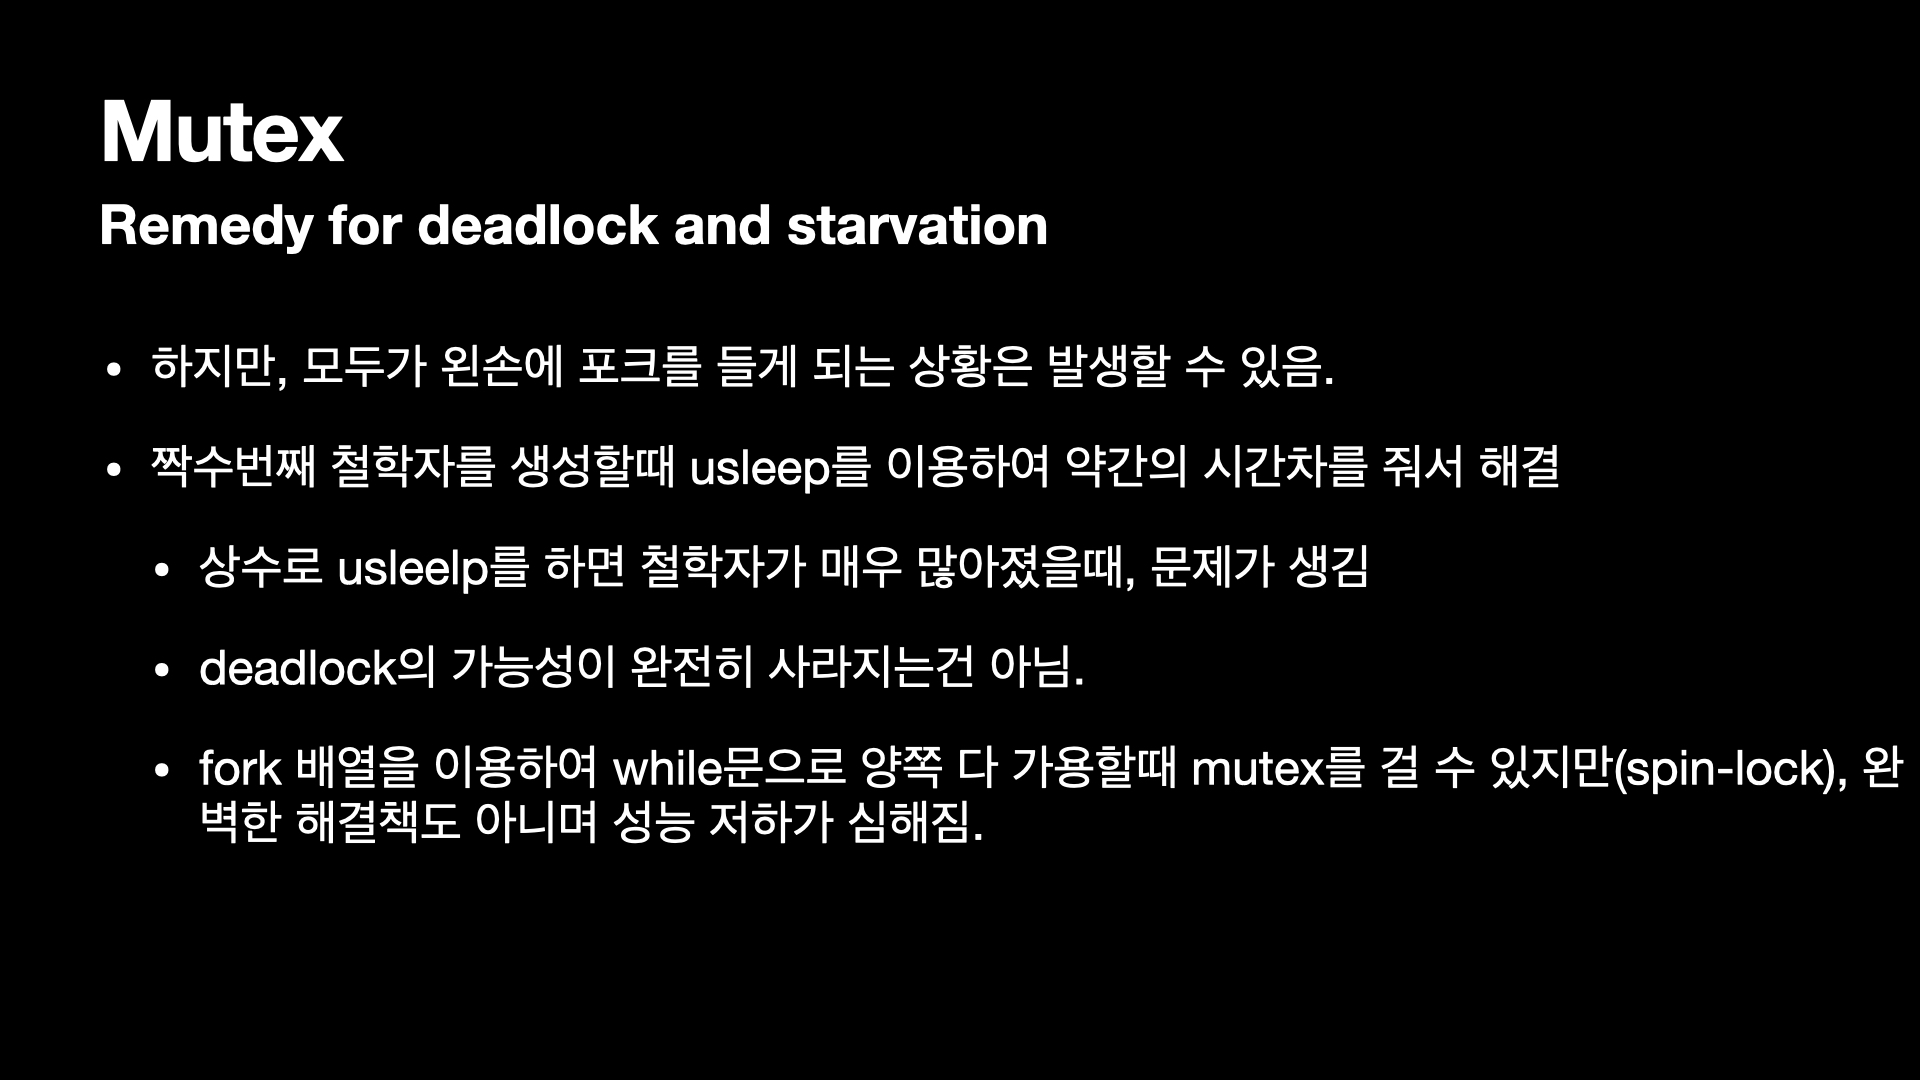 Mutex
Remedy for deadlock and starvation
• 하지만, 모두가 왼손에 포크를 들게 되는 상황은 발생할 수 있음.
• 짝수번째 철학자를 생성할때 usleep를 이용하여 약간의 시간차를 줘서 해결
• 상수로 usleelp를 하면 철학자가 매우 많아졌을때, 문제가 생김
• deadlock의 가능성이 완전히 사라지는건 아님.
• fork 배열을 이용하여 while문으로 양쪽 다 가용할때 mutex를 걸 수 있지만(spin-lock), 완
벽한 해결책도 아니며 성능 저하가 심해짐.